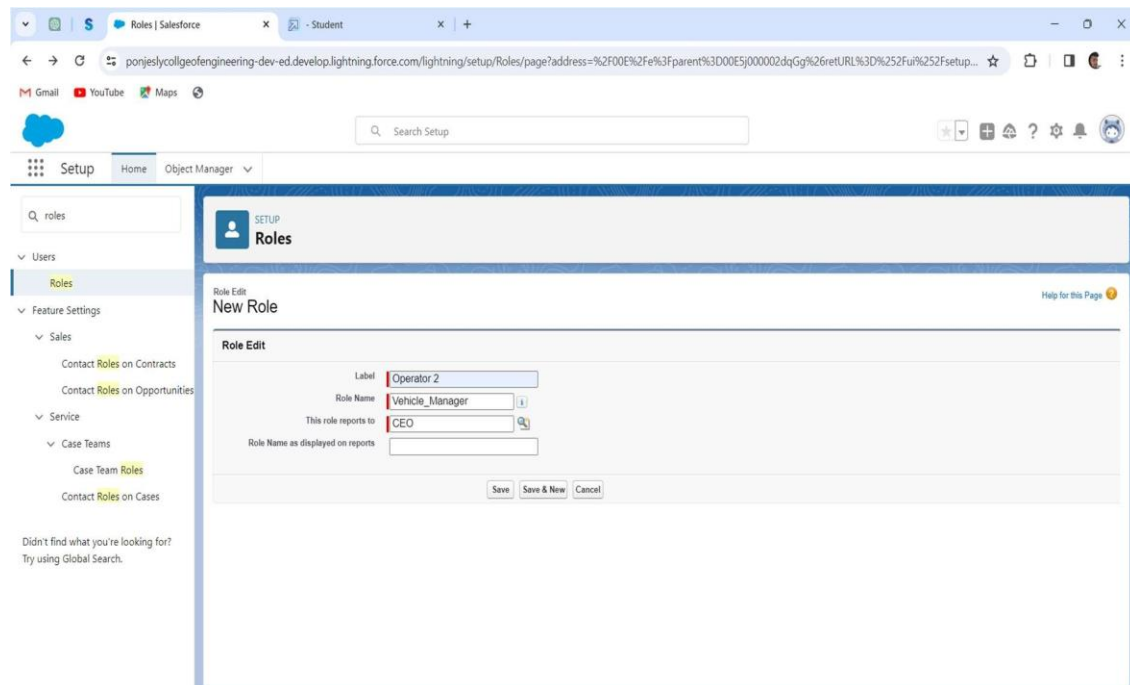 Roles | Salesforce
- Student
ponjeslycollgeofengineering-dev-ed.develop.lightning.force.com/lightning/setup/Roles/page?address=%2F00E%2Fe%3Fparent%3D00E5j000002dqGg%26retURL%3D%252Fui%252Fsetup...
Gmail YouTube Maps
Search Setup
Setup Home Object Manager
roles
Users
Roles
Feature Settings
Sales
Contact Roles on Contracts
Contact Roles on Opportunities
Service
Case Teams
Case Team Roles
Contact Roles on Cases
Didn't find what you're looking for?
Try using Global Search.
SETUP
Roles
Role Edit
New Role
Help for this Page
Role Edit
Label Operator 2
Role Name Vehicle_Manager
This role reports to CEO
Role Name as displayed on reports
Save Save & New Cancel